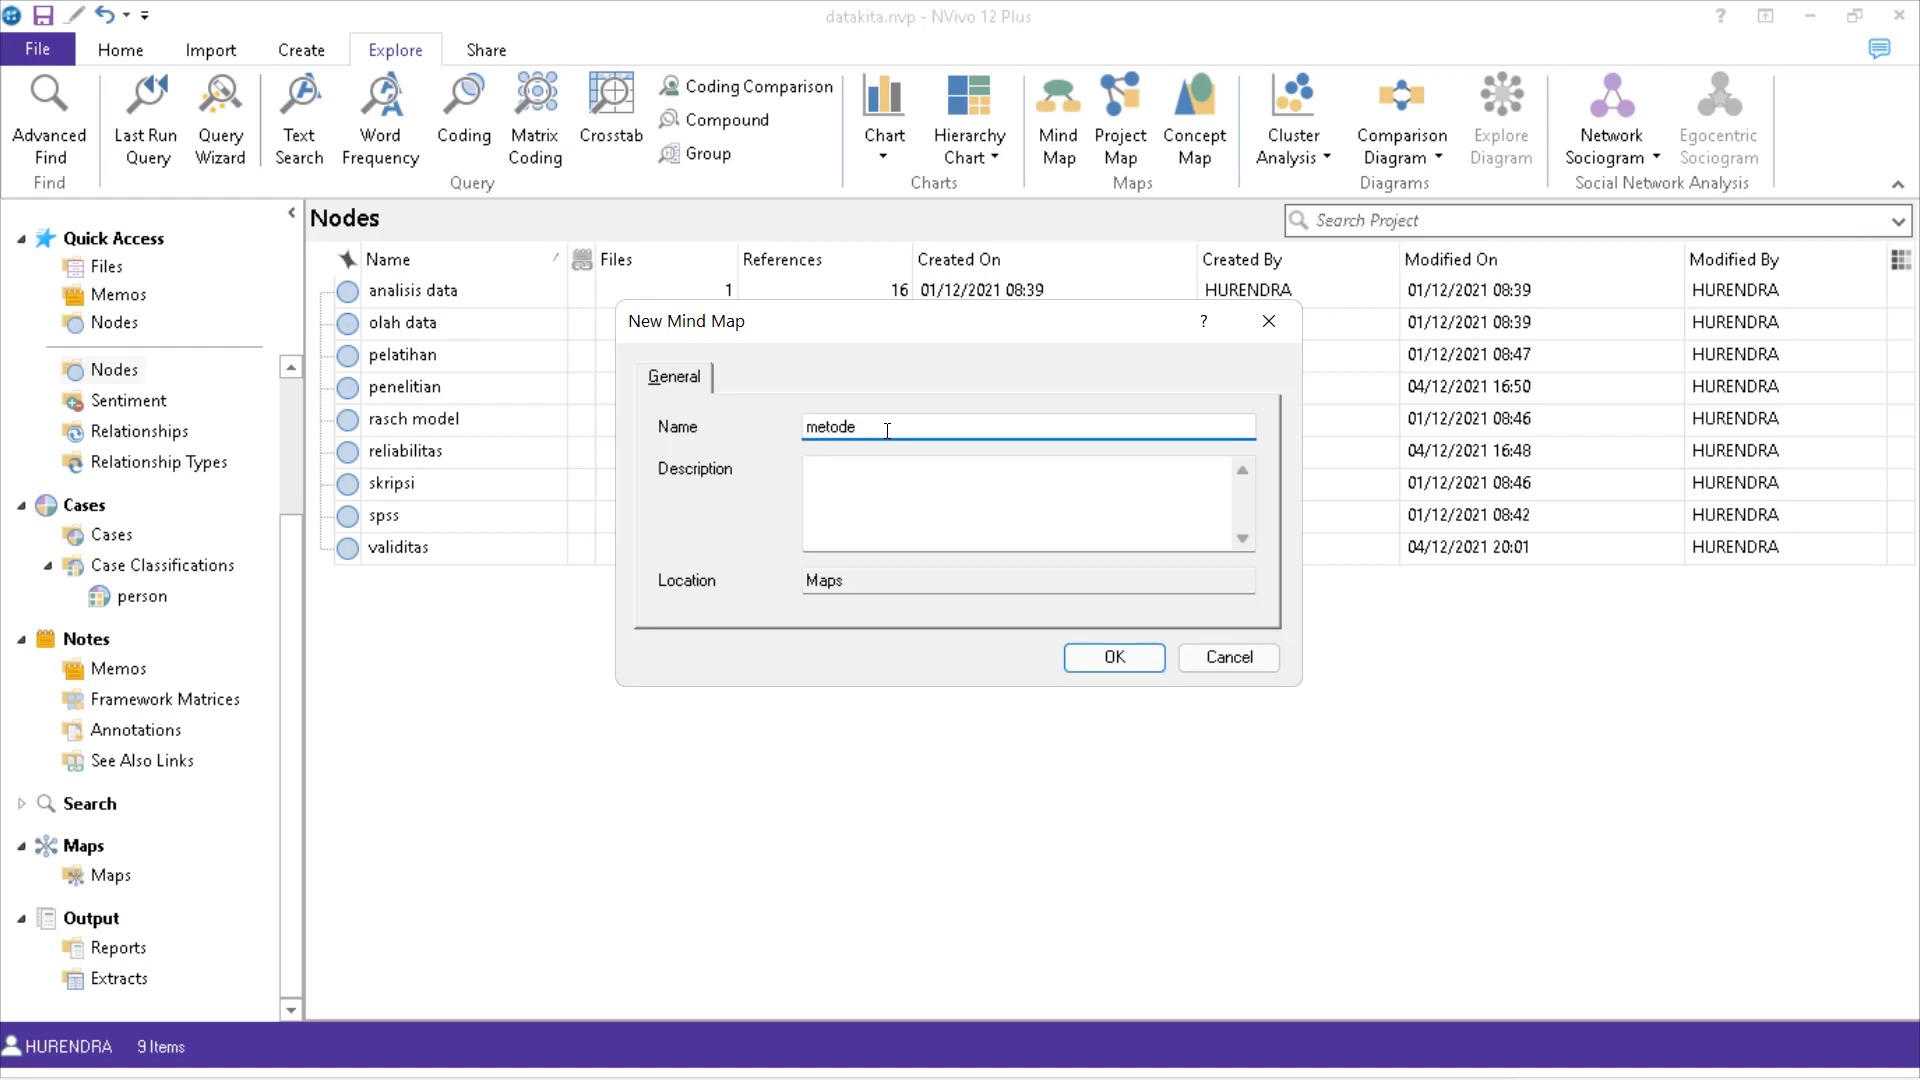 datakita.nvp - NVivo 12 Plus
File Home Import Create Explore Share
Advanced Find
Last Run Query
Query Wizard
Text Search
Word Frequency
Coding
Matrix Coding
Crosstab
Coding Comparison
Compound
Group
Chart
Hierarchy Chart
Mind Map
Project Map
Concept Map
Cluster Analysis
Comparison Diagram
Explore Diagram
Network Sociogram
Egocentric Sociogram
Find Query Charts Maps Diagrams Social Network Analysis
Quick Access
Files
Memos
Nodes
Nodes
Sentiment
Relationships
Relationship Types
Cases
Cases
Case Classifications
person
Notes
Memos
Framework Matrices
Annotations
See Also Links
Search
Maps
Maps
Output
Reports
Extracts
Nodes
Search Project
Name Files References Created On Created By Modified On Modified By
analisis data 1 16 01/12/2021 08:39 HURENDRA 01/12/2021 08:39 HURENDRA
olah data 01/12/2021 08:39 HURENDRA
pelatihan 01/12/2021 08:47 HURENDRA
penelitian 04/12/2021 16:50 HURENDRA
rasch model 01/12/2021 08:46 HURENDRA
reliabilitas 04/12/2021 16:48 HURENDRA
skripsi 01/12/2021 08:46 HURENDRA
spss 01/12/2021 08:42 HURENDRA
validitas 04/12/2021 20:01 HURENDRA
New Mind Map ?
General
Name metode
Description
Location Maps
OK Cancel
HURENDRA 9 Items